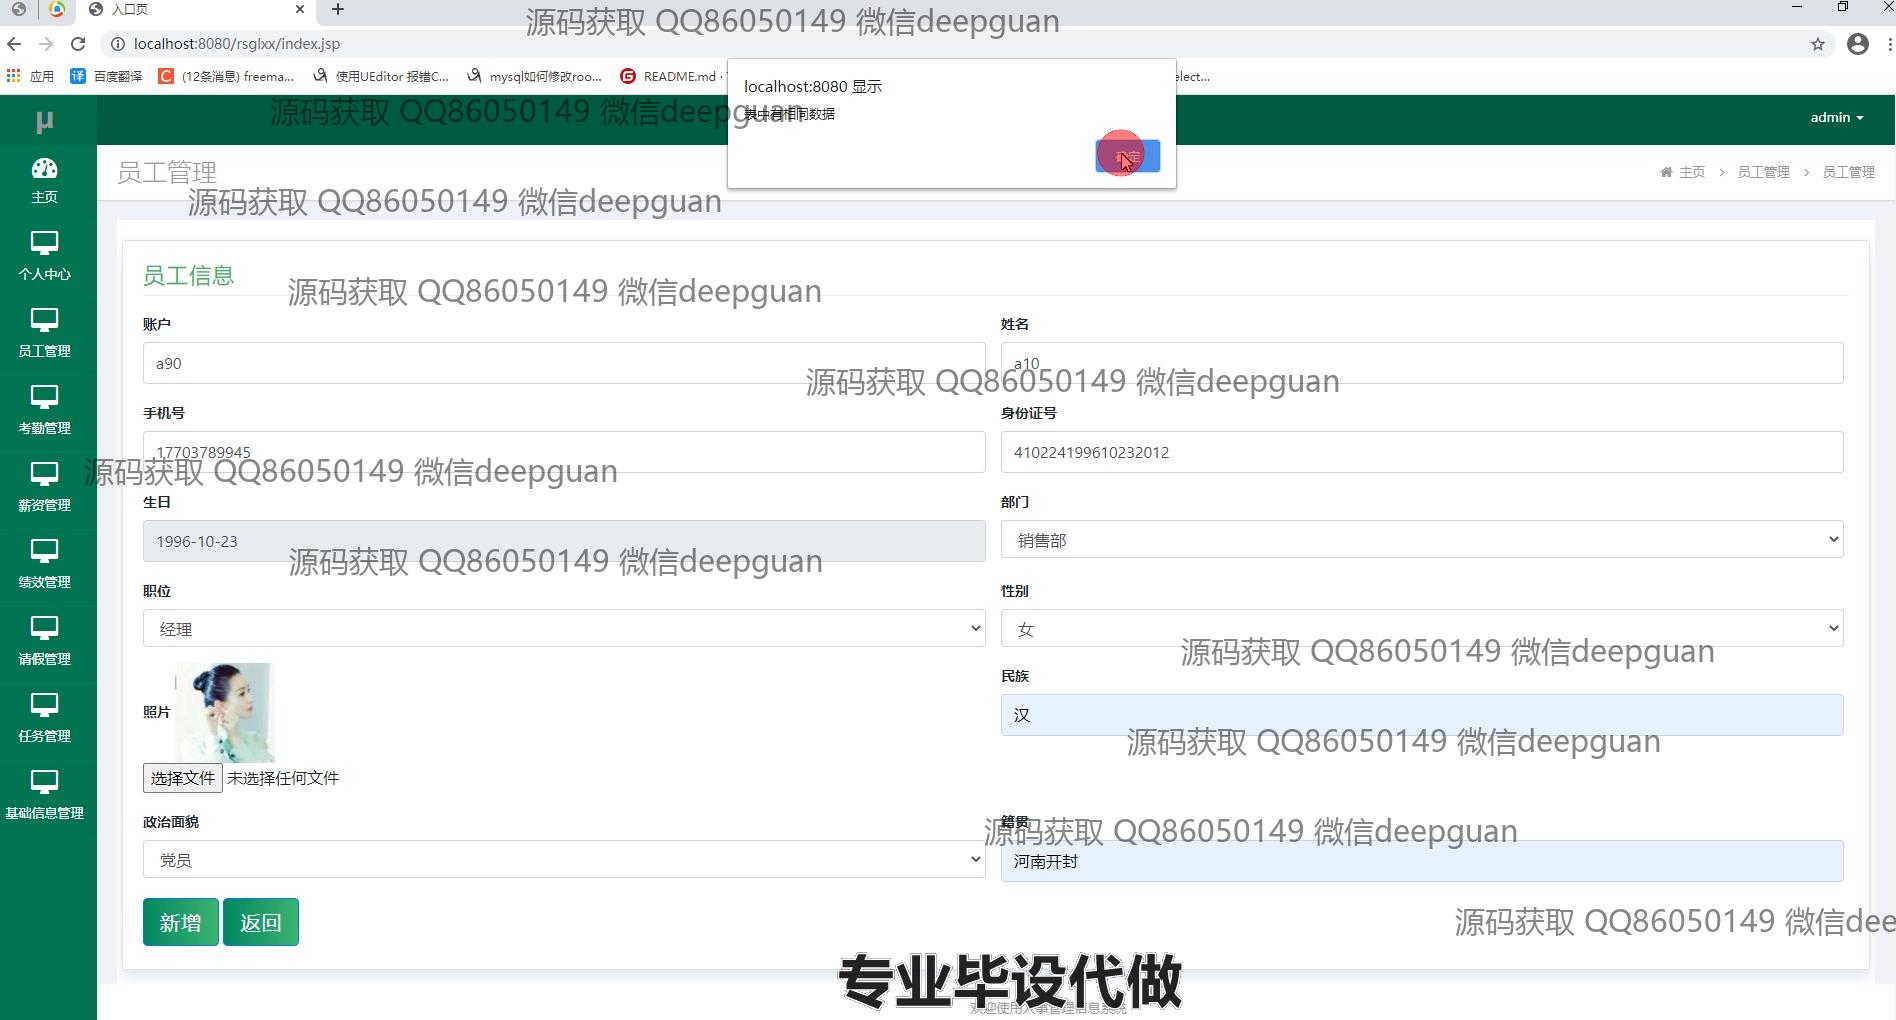 入口页
源码获取 QQ86050149 微信deepguan
localhost:8080/rsglxx/index.jsp
应用
百度翻译
(12条消息) freema...
使用UEditor 报错C...
mysql如何修改roo...
README.md ·
elect...
localhost:8080 显示
表中有相同数据
确定
源码获取 QQ86050149 微信deepguan
μ
admin
员工管理
主页
员工管理
员工管理
源码获取 QQ86050149 微信deepguan
主页
个人中心
员工管理
考勤管理
薪资管理
绩效管理
请假管理
任务管理
基础信息管理
员工信息
源码获取 QQ86050149 微信deepguan
账户
姓名
a90
a10
源码获取 QQ86050149 微信deepguan
手机号
身份证号
17703789945
410224199610232012
源码获取 QQ86050149 微信deepguan
生日
部门
1996-10-23
销售部
源码获取 QQ86050149 微信deepguan
职位
性别
经理
女
源码获取 QQ86050149 微信deepguan
照片
民族
汉
源码获取 QQ86050149 微信deepguan
选择文件 未选择任何文件
政治面貌
籍贯
源码获取 QQ86050149 微信deepguan
党员
河南开封
新增
返回
源码获取 QQ86050149 微信dee
专业毕设代做
欢迎使用人事管理信息系统